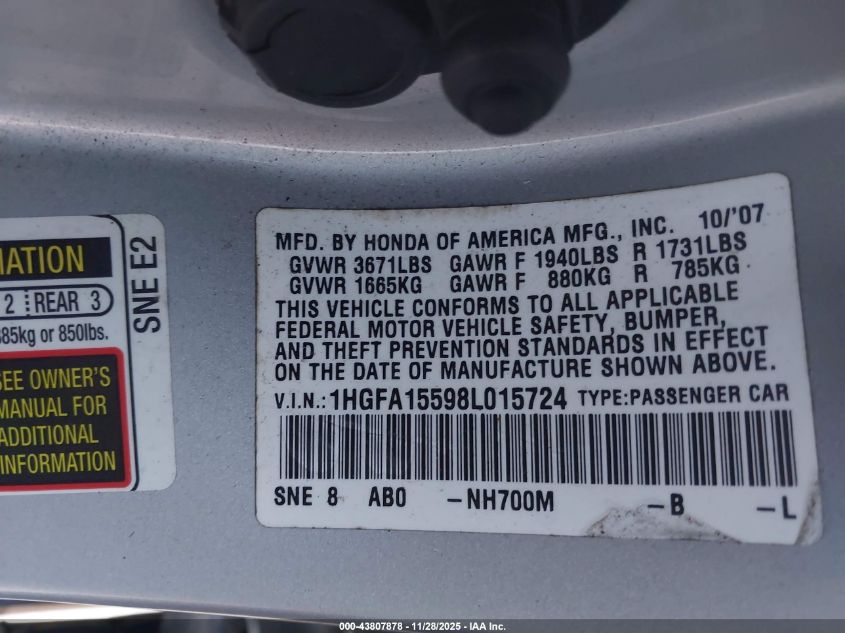 MATION
2 REAR 3
385kg or 850lbs.
SEE OWNER'S
MANUAL FOR
ADDITIONAL
INFORMATION
SNE E2
MFD. BY HONDA OF AMERICA MFG., INC. 10/'07
GVWR 3671LBS GAWR F 1940LBS R 1731LBS
GVWR 1665KG GAWR F 880KG R 785KG
THIS VEHICLE CONFORMS TO ALL APPLICABLE
FEDERAL MOTOR VEHICLE SAFETY, BUMPER,
AND THEFT PREVENTION STANDARDS IN EFFECT
ON THE DATE OF MANUFACTURE SHOWN ABOVE.
V.I.N.:1HGFA15598L015724 TYPE:PASSENGER CAR
SNE 8 AB0 -NH700M -B -L
000-43807878 | 11/28/2025 - IAA Inc.